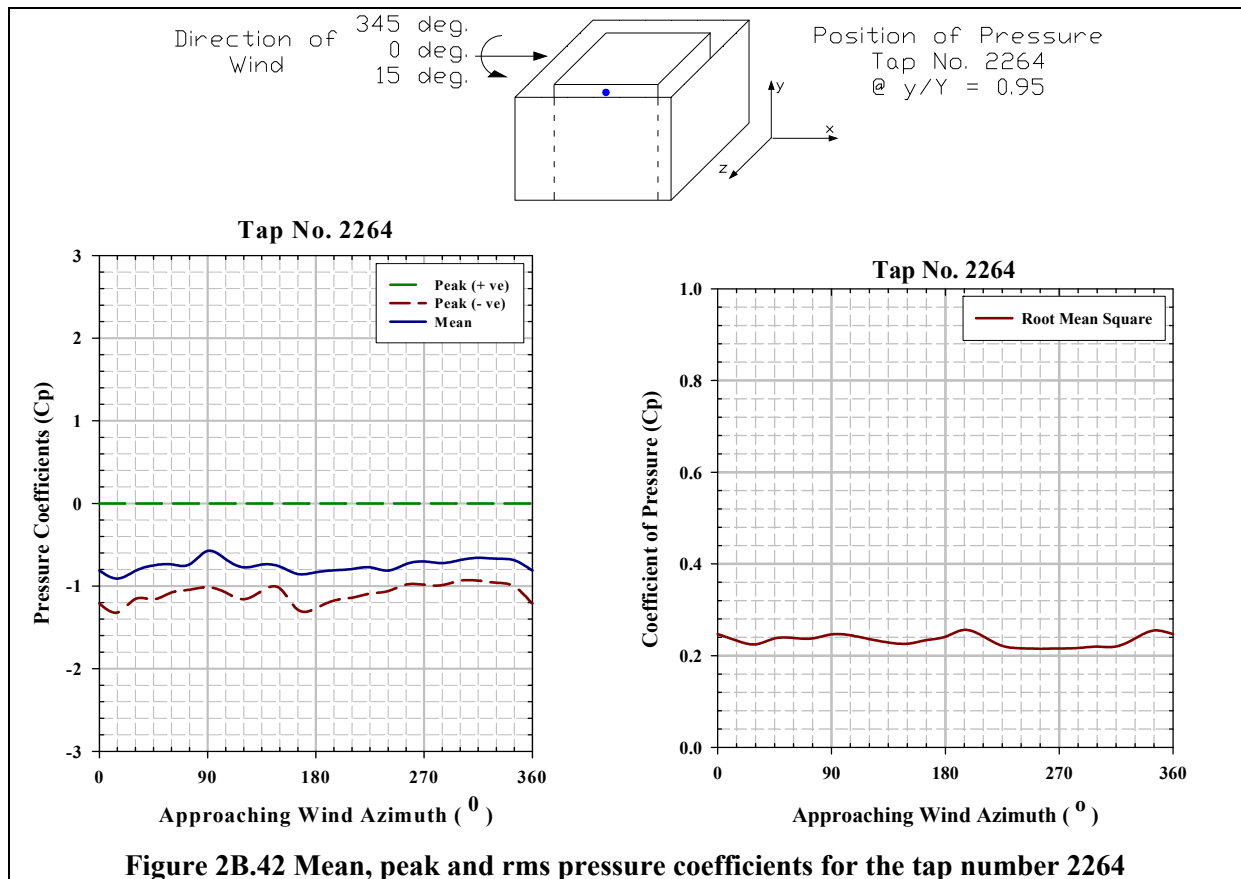 Direction of
Wind
345 deg.
0 deg.
15 deg.
Position of Pressure
Tap No. 2264
@ y/Y = 0.95
y
x
z
Tap No. 2264
Peak (+ ve)
Peak (- ve)
Mean
3
2
1
0
-1
-2
-3
Pressure Coefficients (Cp)
0
90
180
270
360
Approaching Wind Azimuth ( 0 )
Tap No. 2264
Root Mean Square
1.0
0.8
0.6
0.4
0.2
0.0
Coefficient of Pressure (Cp)
0
90
180
270
360
Approaching Wind Azimuth ( o )
Figure 2B.42 Mean, peak and rms pressure coefficients for the tap number 2264